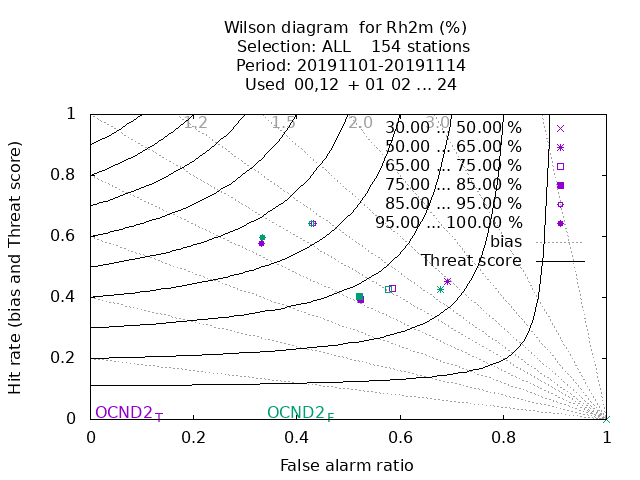 Wilson diagram  for Rh2m (%)
Selection: ALL    154 stations
Period: 20191101-20191114
Used  00,12  + 01 02 ... 24
1.2 1.5 2.0 3.0
30.00 ... 50.00 %
50.00 ... 65.00 %
65.00 ... 75.00 %
75.00 ... 85.00 %
85.00 ... 95.00 %
95.00 ... 100.00 %
bias
Threat score
Hit rate (bias and Threat score)
1
0.8
0.6
0.4
0.2
0
OCND2_T OCND2_F
0 0.2 0.4 0.6 0.8 1
False alarm ratio